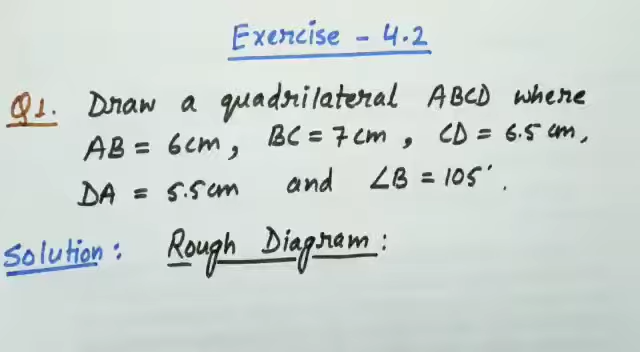 Exercise - 4.2
Q1. Draw a quadrilateral ABCD where
AB = 6cm, BC = 7cm, CD = 6.5 cm,
DA = 5.5cm and ∠B = 105°.
Solution: Rough Diagram: